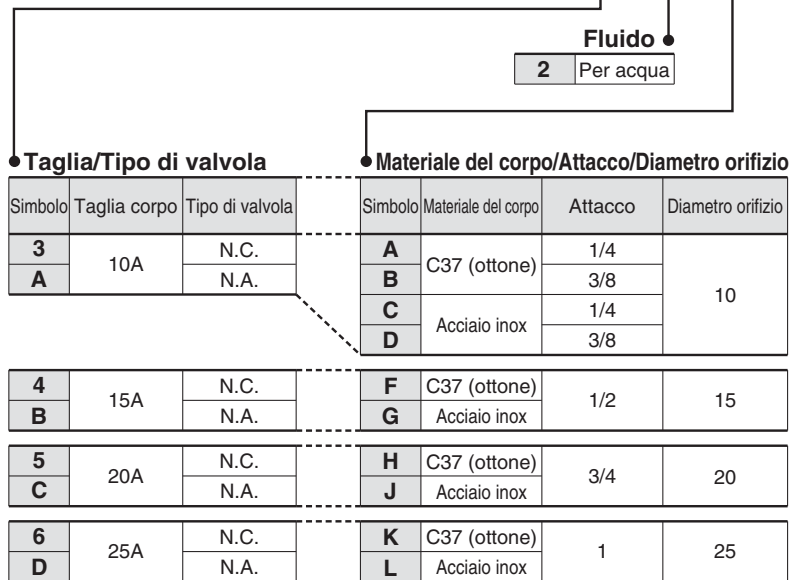 Fluido
2 Per acqua
Taglia/Tipo di valvola
Simbolo Taglia corpo Tipo di valvola
3 10A N.C.
A N.A.
4 15A N.C.
B N.A.
5 20A N.C.
C N.A.
6 25A N.C.
D N.A.
Materiale del corpo/Attacco/Diametro orifizio
Simbolo Materiale del corpo Attacco Diametro orifizio
A C37 (ottone) 1/4 10
B 3/8
C Acciaio inox 1/4
D 3/8
F C37 (ottone) 1/2 15
G Acciaio inox
H C37 (ottone) 3/4 20
J Acciaio inox
K C37 (ottone) 1 25
L Acciaio inox